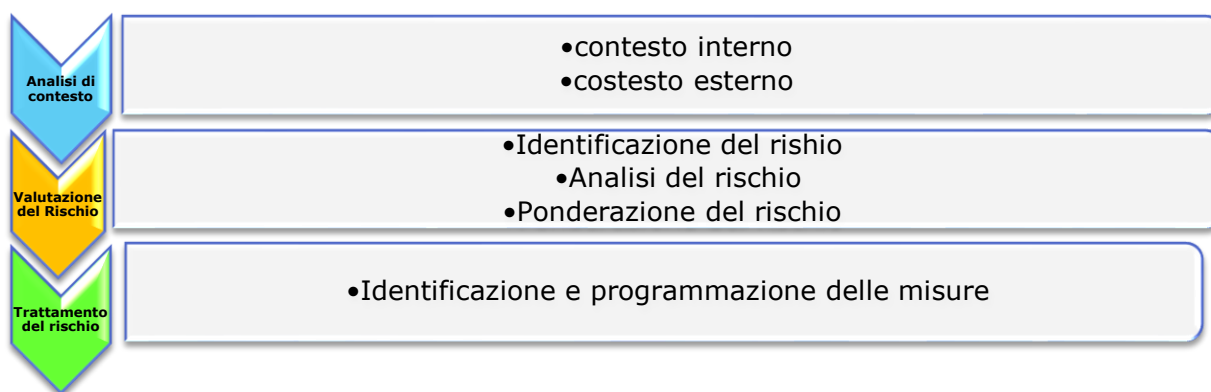 Analisi di
contesto
•contesto interno
•costesto esterno
Valutazione
del Rischio
•Identificazione del rishio
•Analisi del rischio
•Ponderazione del rischio
Trattamento
del rischio
•Identificazione e programmazione delle misure